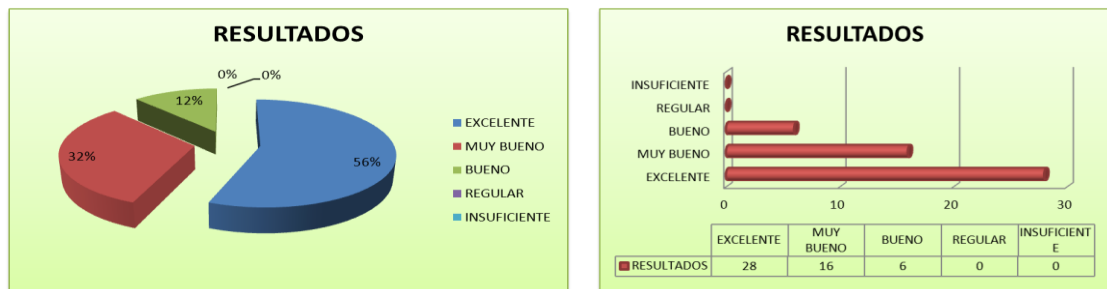 RESULTADOS
0%
0%
12%
32%
56%
EXCELENTE
MUY BUENO
BUENO
REGULAR
INSUFICIENTE
RESULTADOS
INSUFICIENTE
REGULAR
BUENO
MUY BUENO
EXCELENTE
0 10 20 30
EXCELENTE MUY BUENO BUENO REGULAR INSUFICIENT E
RESULTADOS 28 16 6 0 0